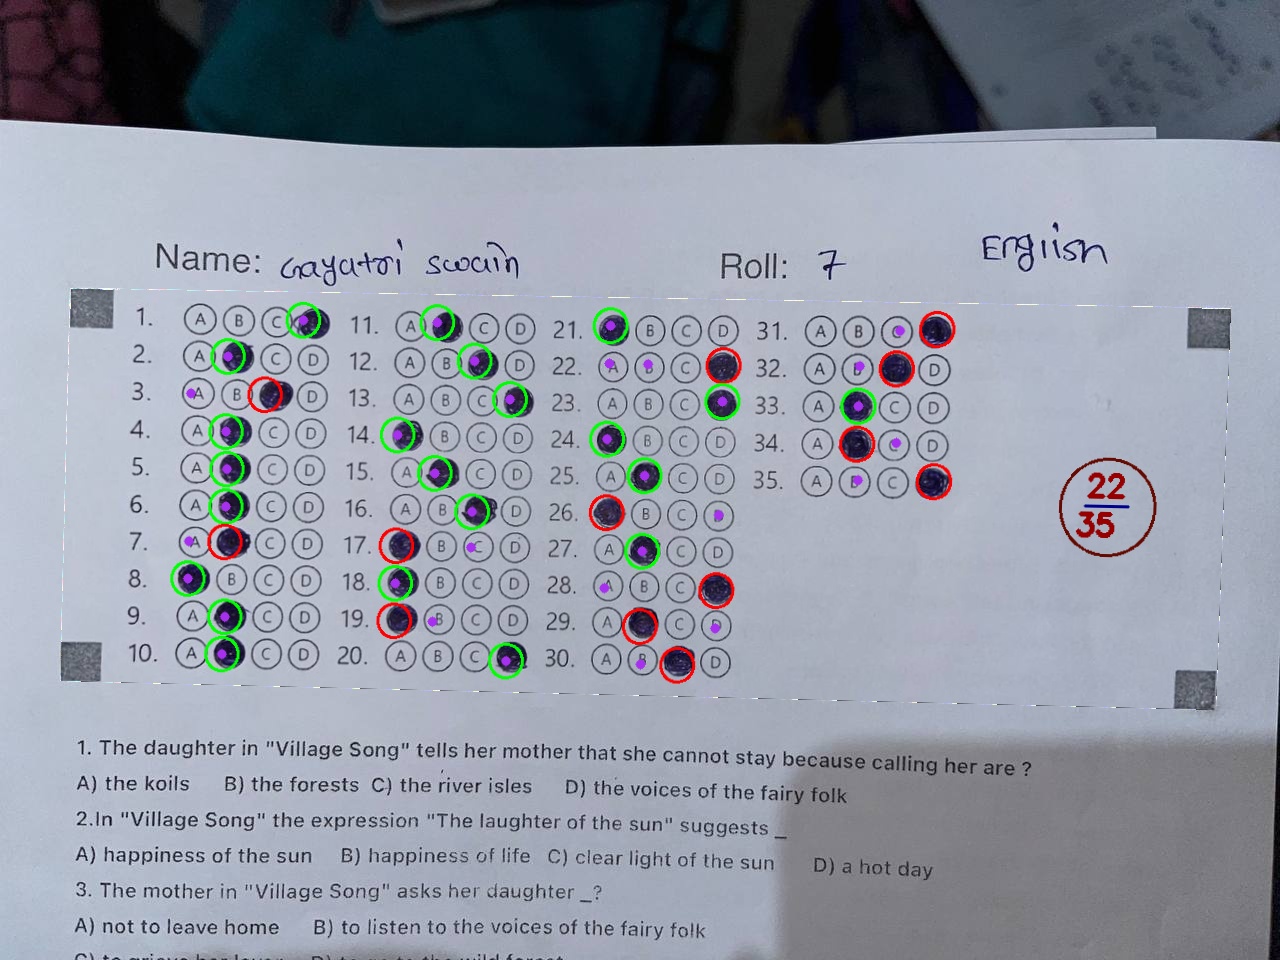 Name: Gayatri swain Roll: 7 English
1. A B C 11. A C D 21. B C D 31. A B C
2. A C D 12. A B D 22. A B C 32. A B D
3. A B D 13. A B C 23. A B C 33. A C D
4. A C D 14. B C D 24. B C D 34. A C D
5. A C D 15. A C D 25. A C D 35. A B C
6. A C D 16. A B D 26. B C D
7. A C D 17. B C D 27. A C D
8. B C D 18. B C D 28. A B C
9. A C D 19. B C D 29. A C D
10. A C D 20. A B C 30. A B D
22
35
1. The daughter in "Village Song" tells her mother that she cannot stay because calling her are ?
A) the koils B) the forests C) the river isles D) the voices of the fairy folk
2.In "Village Song" the expression "The laughter of the sun" suggests _
A) happiness of the sun B) happiness of life C) clear light of the sun D) a hot day
3. The mother in "Village Song" asks her daughter _?
A) not to leave home B) to listen to the voices of the fairy folk